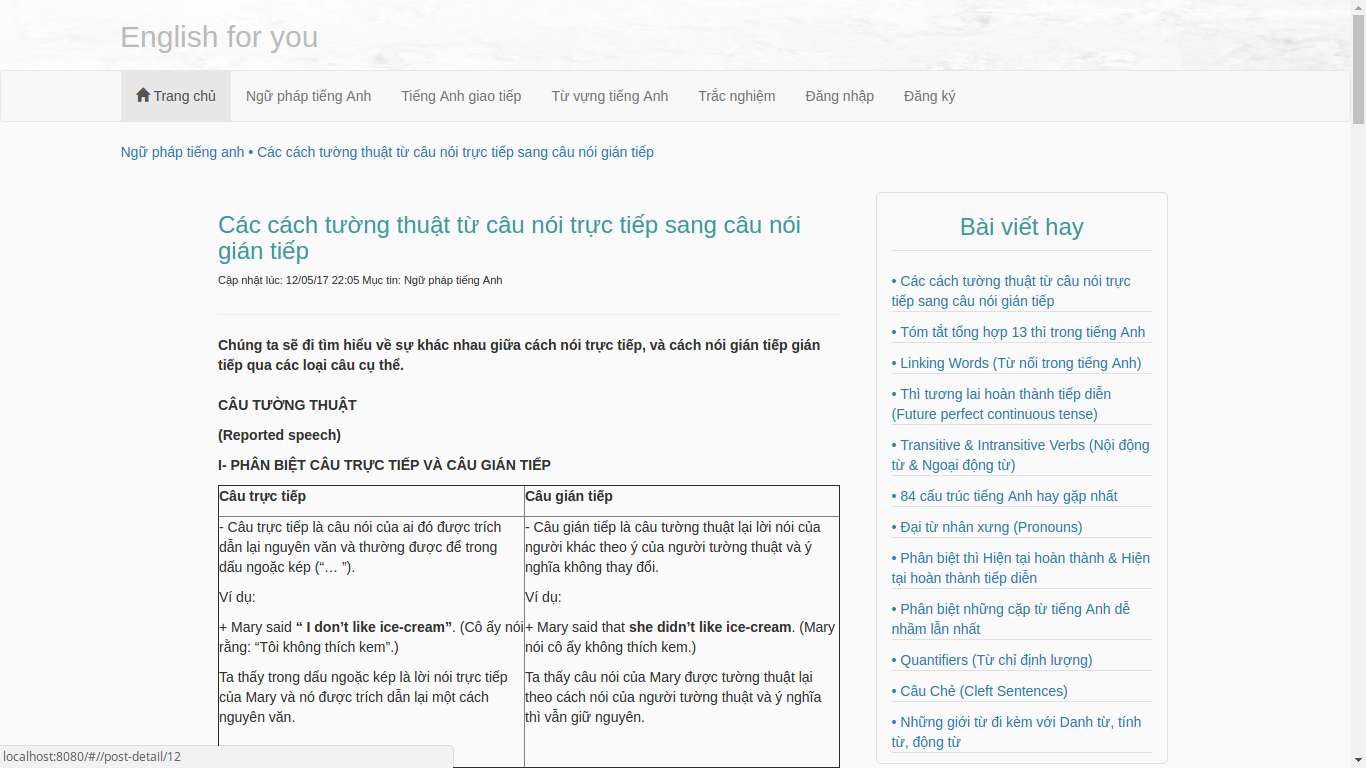 English for you
Trang chủ Ngữ pháp tiếng Anh Tiếng Anh giao tiếp Từ vựng tiếng Anh Trắc nghiệm Đăng nhập Đăng ký
Ngữ pháp tiếng anh • Các cách tường thuật từ câu nói trực tiếp sang câu nói gián tiếp
Các cách tường thuật từ câu nói trực tiếp sang câu nói
gián tiếp
Cập nhật lúc: 12/05/17 22:05 Mục tin: Ngữ pháp tiếng Anh
Chúng ta sẽ đi tìm hiểu về sự khác nhau giữa cách nói trực tiếp, và cách nói gián tiếp gián
tiếp qua các loại câu cụ thể.
CÂU TƯỜNG THUẬT
(Reported speech)
I- PHÂN BIỆT CÂU TRỰC TIẾP VÀ CÂU GIÁN TIẾP
Câu trực tiếp
- Câu trực tiếp là câu nói của ai đó được trích
dẫn lại nguyên văn và thường được để trong
dấu ngoặc kép (“… ”).
Ví dụ:
+ Mary said “ I don’t like ice-cream”. (Cô ấy nói
rằng: “Tôi không thích kem”.)
Ta thấy trong dấu ngoặc kép là lời nói trực tiếp
của Mary và nó được trích dẫn lại một cách
nguyên văn.
Câu gián tiếp
- Câu gián tiếp là câu tường thuật lại lời nói của
người khác theo ý của người tường thuật và ý
nghĩa không thay đổi.
Ví dụ:
+ Mary said that she didn’t like ice-cream. (Mary
nói cô ấy không thích kem.)
Ta thấy câu nói của Mary được tường thuật lại
theo cách nói của người tường thuật và ý nghĩa
thì vẫn giữ nguyên.
Bài viết hay
• Các cách tường thuật từ câu nói trực
tiếp sang câu nói gián tiếp
• Tóm tắt tổng hợp 13 thì trong tiếng Anh
• Linking Words (Từ nối trong tiếng Anh)
• Thì tương lai hoàn thành tiếp diễn
(Future perfect continuous tense)
• Transitive & Intransitive Verbs (Nội động
từ & Ngoại động từ)
• 84 cấu trúc tiếng Anh hay gặp nhất
• Đại từ nhân xưng (Pronouns)
• Phân biệt thì Hiện tại hoàn thành & Hiện
tại hoàn thành tiếp diễn
• Phân biệt những cặp từ tiếng Anh dễ
nhầm lẫn nhất
• Quantifiers (Từ chỉ định lượng)
• Câu Chẻ (Cleft Sentences)
• Những giới từ đi kèm với Danh từ, tính
từ, động từ
localhost:8080/#//post-detail/12